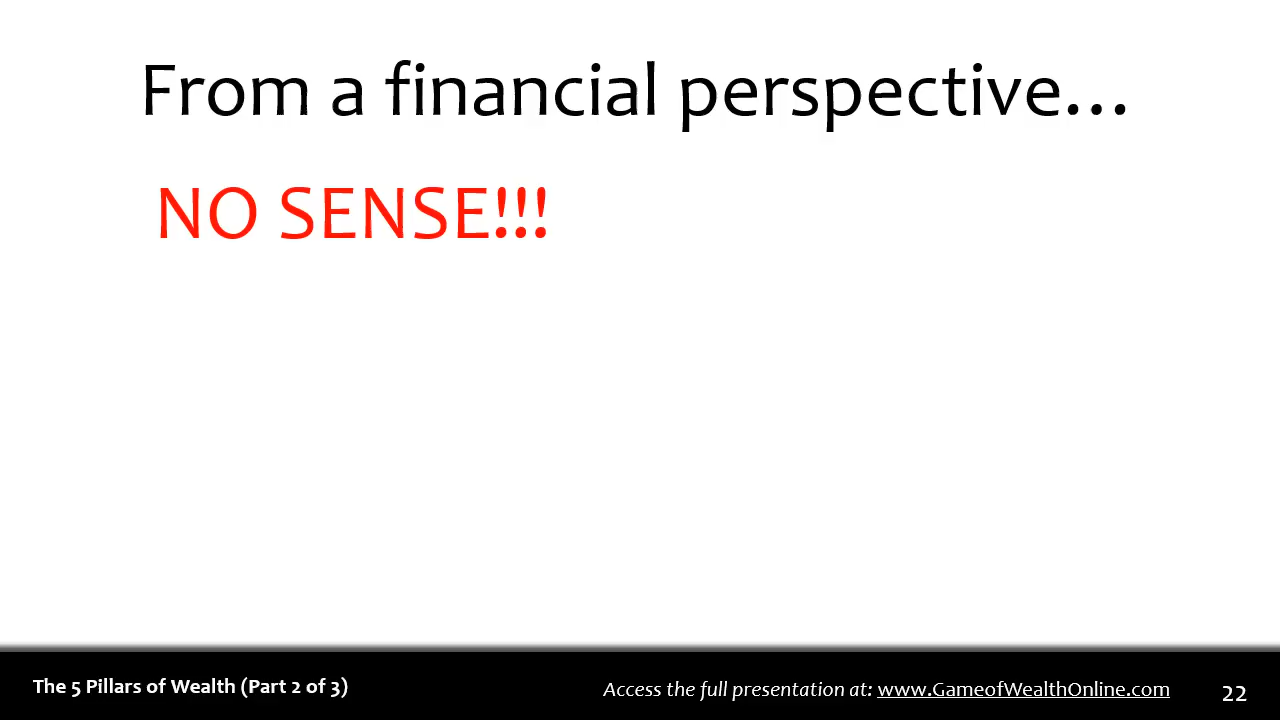 From a financial perspective…
NO SENSE!!!
The 5 Pillars of Wealth (Part 2 of 3)
Access the full presentation at: www.GameofWealthOnline.com
22